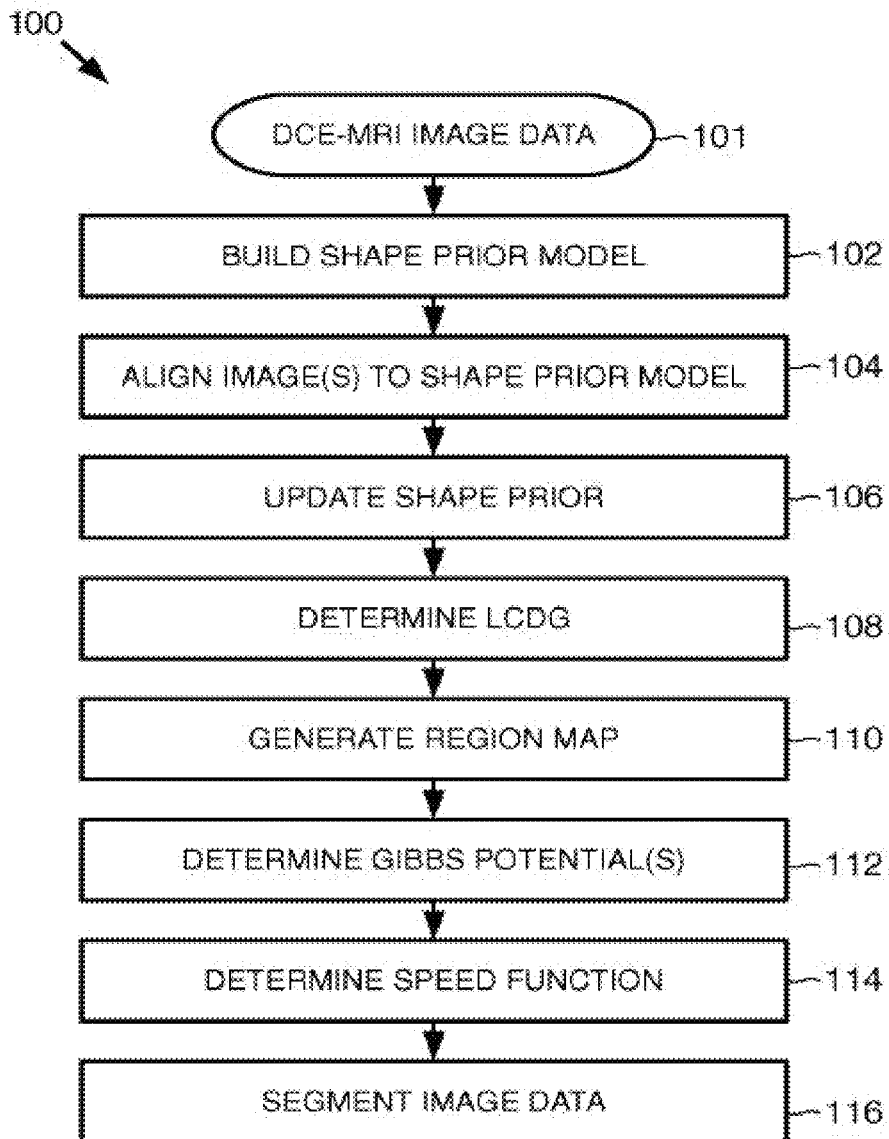 100
DCE-MRI IMAGE DATA
101
BUILD SHAPE PRIOR MODEL
102
ALIGN IMAGE(S) TO SHAPE PRIOR MODEL
104
UPDATE SHAPE PRIOR
106
DETERMINE LCDG
108
GENERATE REGION MAP
110
DETERMINE GIBBS POTENTIAL(S)
112
DETERMINE SPEED FUNCTION
114
SEGMENT IMAGE DATA
116